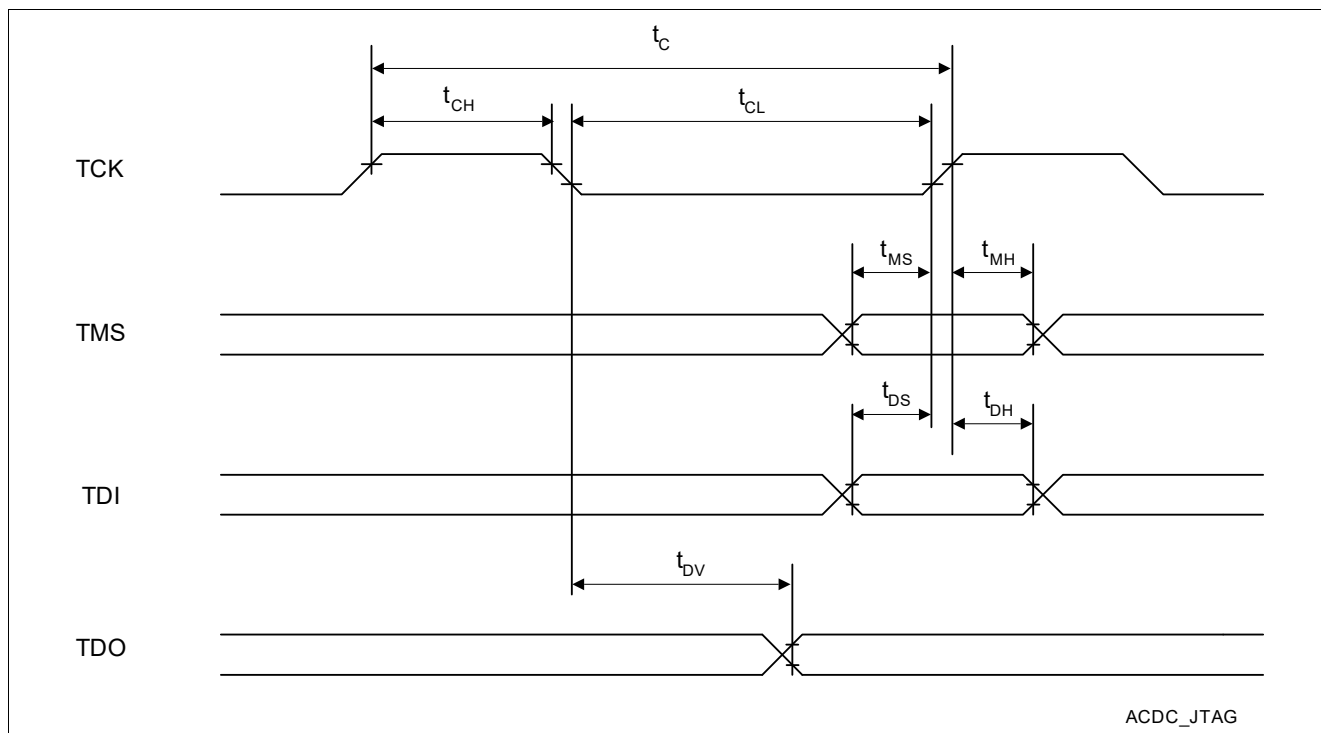 tC
tCH tCL
TCK
tMS tMH
TMS
tDS tDH
TDI
tDV
TDO
ACDC_JTAG